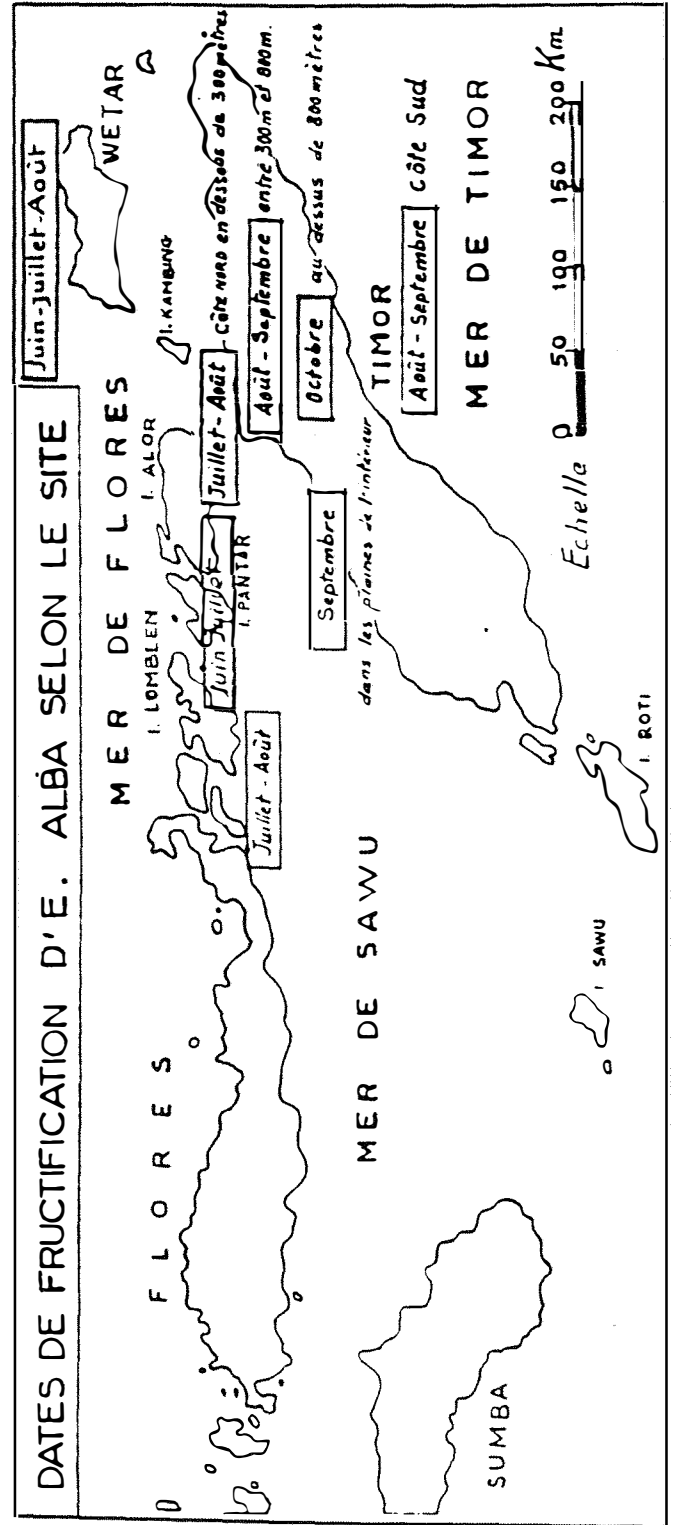 DATES DE FRUCTIFICATION D'E. ALBA SELON LE SITE
Juin-Juillet-Août
WETAR
MER DE FLORES
I. KAMBING
I. ALOR
I. LOMBLEN
FLORES
Juillet-Août Côte NORD en dessous de 300 mètres
Juin Juillet
I. PANTAR
Août-Septembre entre 300m et 800m.
Juillet-Août
Octobre au dessus de 800 mètres
Septembre
dans les plaines de l'intérieur
TIMOR
Août-Septembre Côte Sud
MER DE SAWU
MER DE TIMOR
SUMBA
I SAWU
I. ROTI
Echelle
0 50 100 150 200 Km